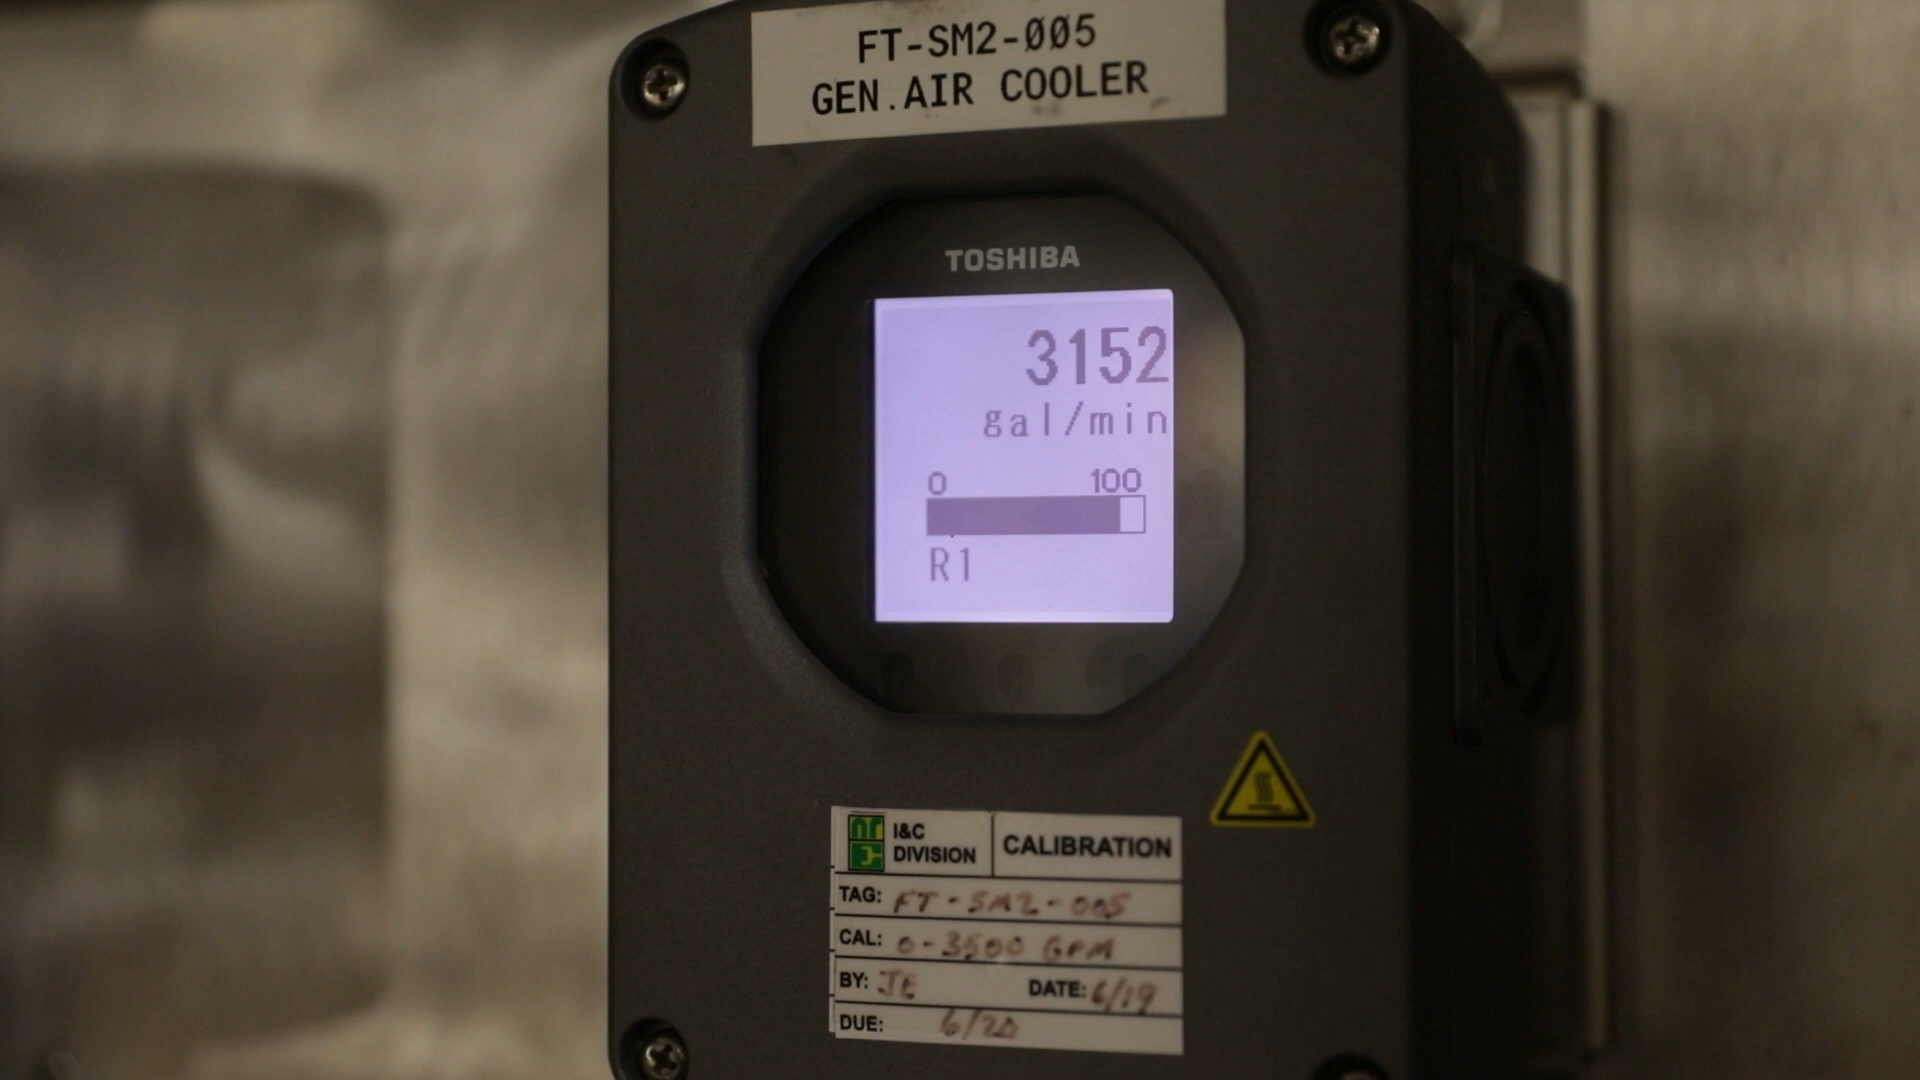 FT-SM2-005
GEN.AIR COOLER
TOSHIBA
3152
gal/min
0 100
R1
I&C
DIVISION
CALIBRATION
TAG: FT-SM2-005
CAL: 0-3500 GPM
BY: JE DATE: 6/19
DUE: 6/20